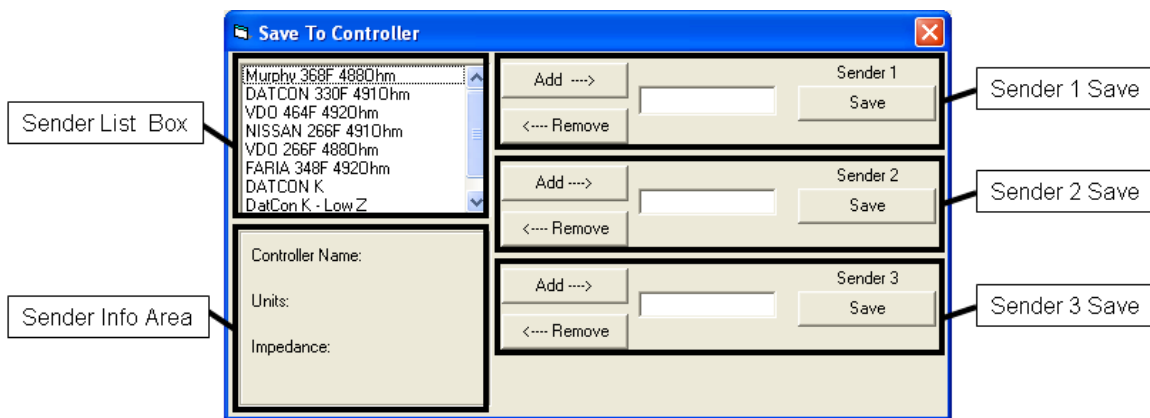 Save To Controller
Sender List Box
Murphy 368F 488Ohm
DATCON 330F 491Ohm
VDO 464F 492Ohm
NISSAN 266F 491Ohm
VDO 266F 488Ohm
FARIA 348F 492Ohm
DATCON K
DatCon K - Low Z
Sender Info Area
Controller Name:
Units:
Impedance:
Add ---->
<---- Remove
Sender 1
Save
Sender 1 Save
Add ---->
<---- Remove
Sender 2
Save
Sender 2 Save
Add ---->
<---- Remove
Sender 3
Save
Sender 3 Save